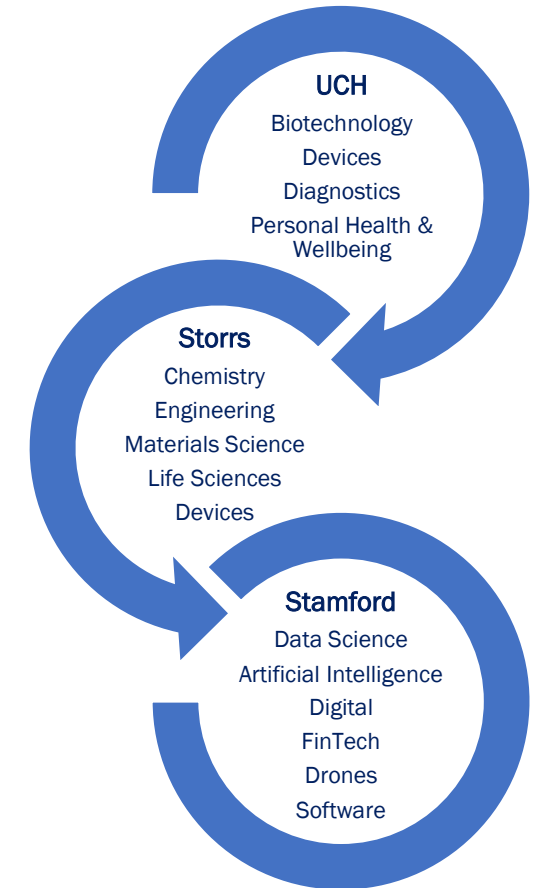 UCH
Biotechnology
Devices
Diagnostics
Personal Health &
Wellbeing
Storrs
Chemistry
Engineering
Materials Science
Life Sciences
Devices
Stamford
Data Science
Artificial Intelligence
Digital
FinTech
Drones
Software